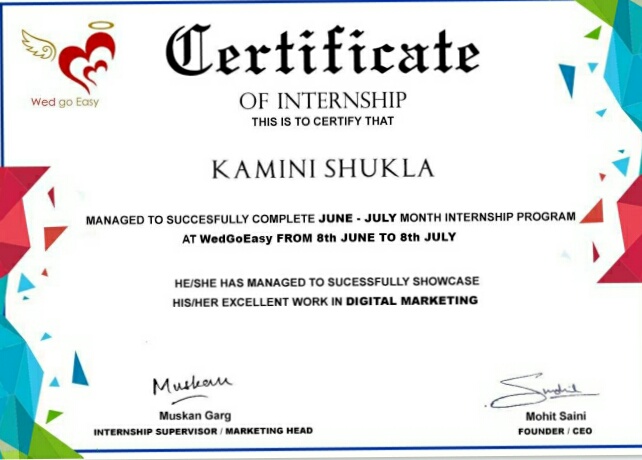 Wed go Easy
Certificate
OF INTERNSHIP
THIS IS TO CERTIFY THAT
KAMINI SHUKLA
MANAGED TO SUCCESFULLY COMPLETE JUNE - JULY MONTH INTERNSHIP PROGRAM
AT WedGoEasy FROM 8th JUNE TO 8th JULY
HE/SHE HAS MANAGED TO SUCESSFULLY SHOWCASE
HIS/HER EXCELLENT WORK IN DIGITAL MARKETING
Muskan
Muskan Garg
INTERNSHIP SUPERVISOR / MARKETING HEAD
Mohit Saini
FOUNDER / CEO